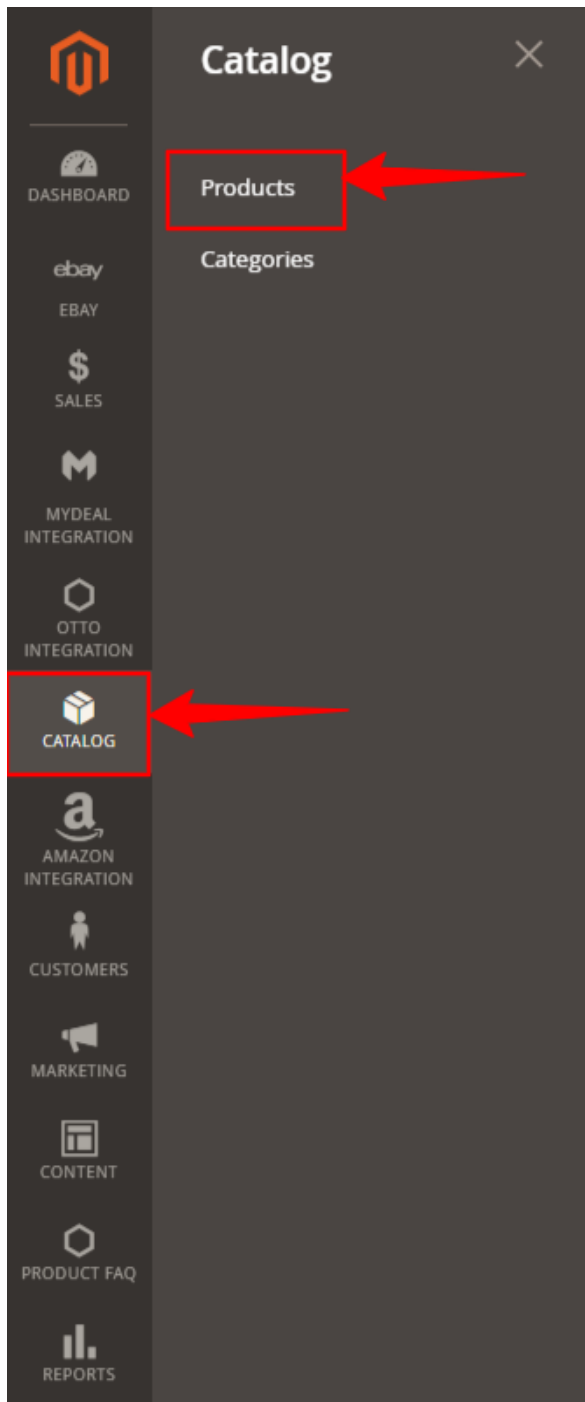 Catalog
Products
Categories
DASHBOARD
ebay
EBAY
$
SALES
MYDEAL
INTEGRATION
OTTO
INTEGRATION
CATALOG
a
AMAZON
INTEGRATION
CUSTOMERS
MARKETING
CONTENT
PRODUCT FAQ
REPORTS